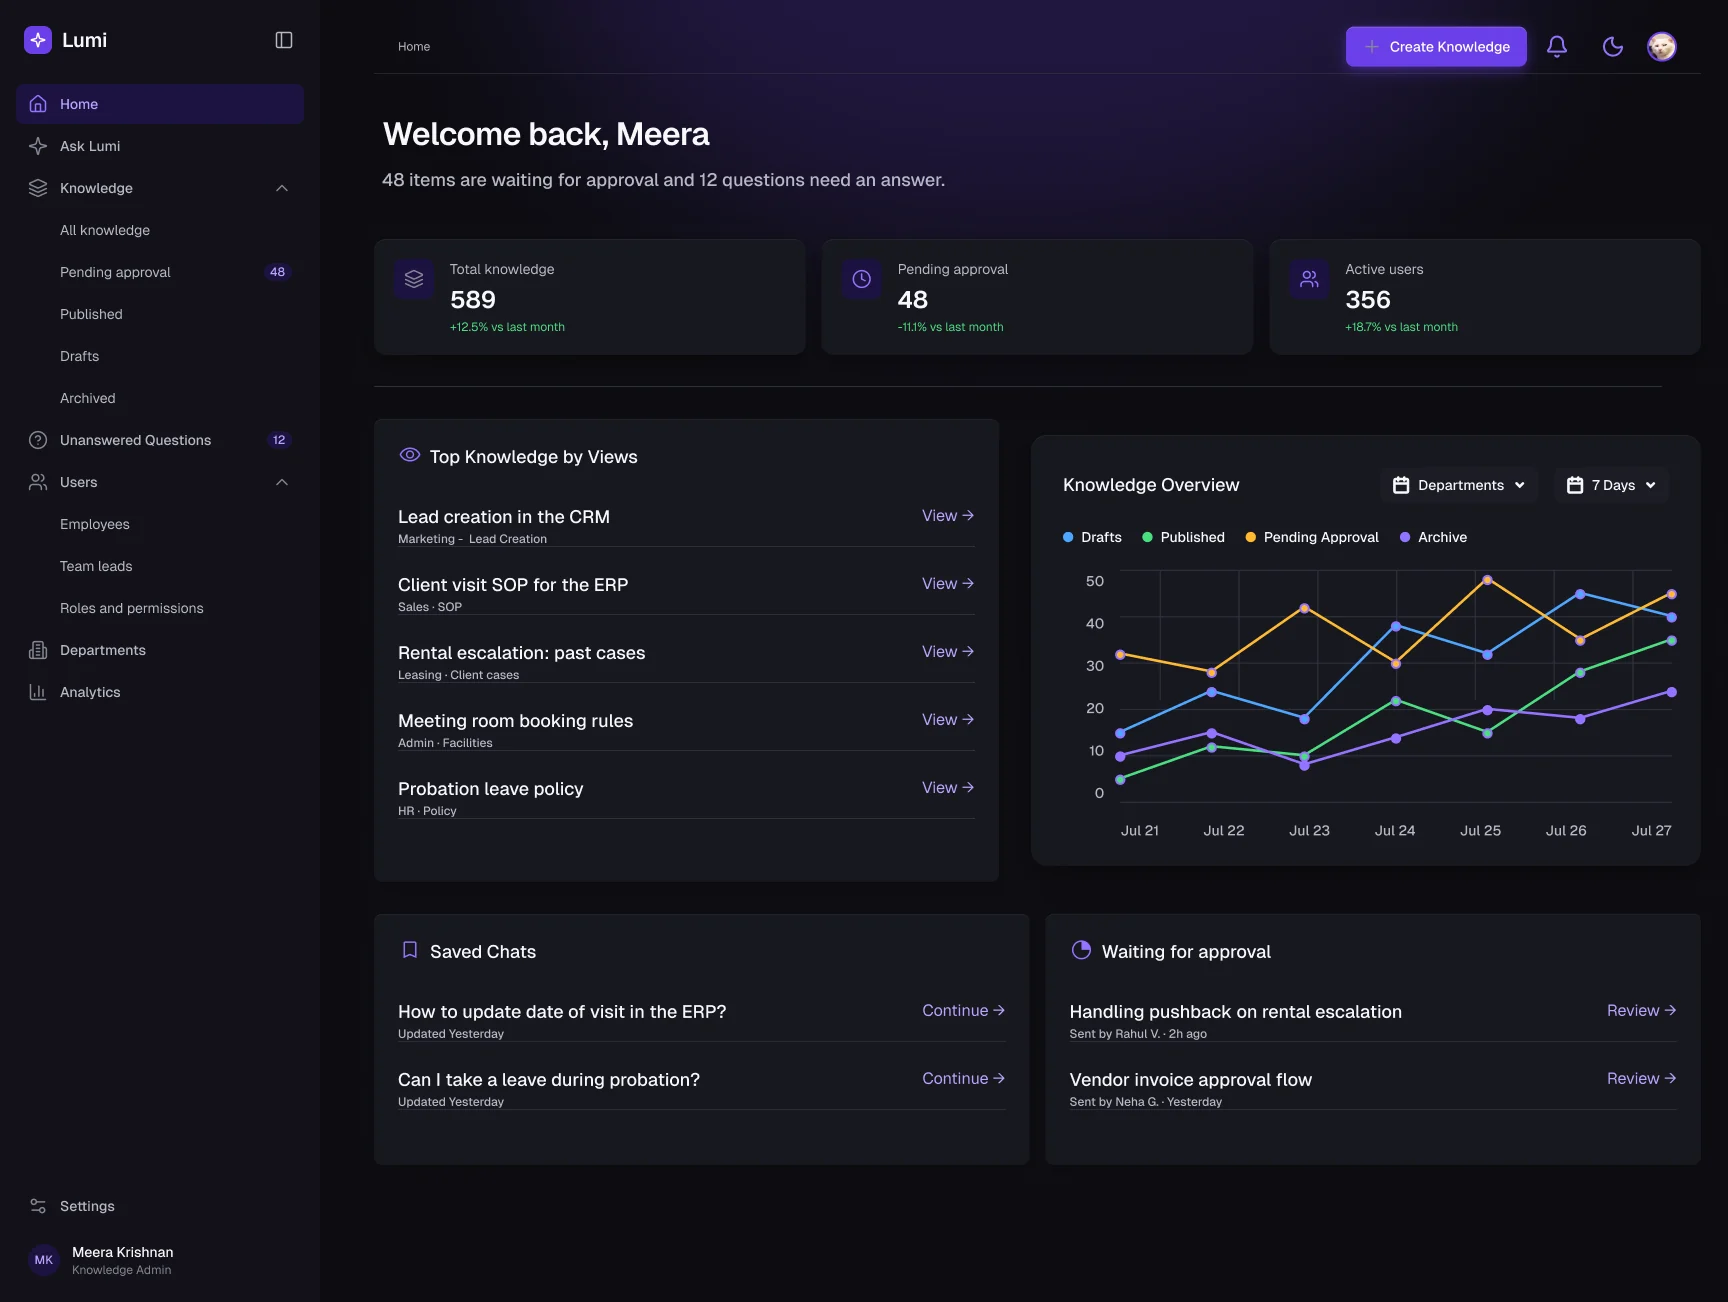 Lumi
Home
Ask Lumi
Knowledge
All knowledge
Pending approval 48
Published
Drafts
Archived
Unanswered Questions 12
Users
Employees
Team leads
Roles and permissions
Departments
Analytics
Settings
MK
Meera Krishnan
Knowledge Admin
Home
Create Knowledge
Welcome back, Meera
48 items are waiting for approval and 12 questions need an answer.
Total knowledge
589
+12.5% vs last month
Pending approval
48
-11.1% vs last month
Active users
356
+18.7% vs last month
Top Knowledge by Views
Lead creation in the CRM View →
Marketing - Lead Creation
Client visit SOP for the ERP View →
Sales · SOP
Rental escalation: past cases View →
Leasing · Client cases
Meeting room booking rules View →
Admin · Facilities
Probation leave policy View →
HR · Policy
Knowledge Overview Departments 7 Days
Drafts Published Pending Approval Archive
50
40
30
20
10
0
Jul 21 Jul 22 Jul 23 Jul 24 Jul 25 Jul 26 Jul 27
Saved Chats
How to update date of visit in the ERP? Continue →
Updated Yesterday
Can I take a leave during probation? Continue →
Updated Yesterday
Waiting for approval
Handling pushback on rental escalation Review →
Sent by Rahul V. · 2h ago
Vendor invoice approval flow Review →
Sent by Neha G. · Yesterday